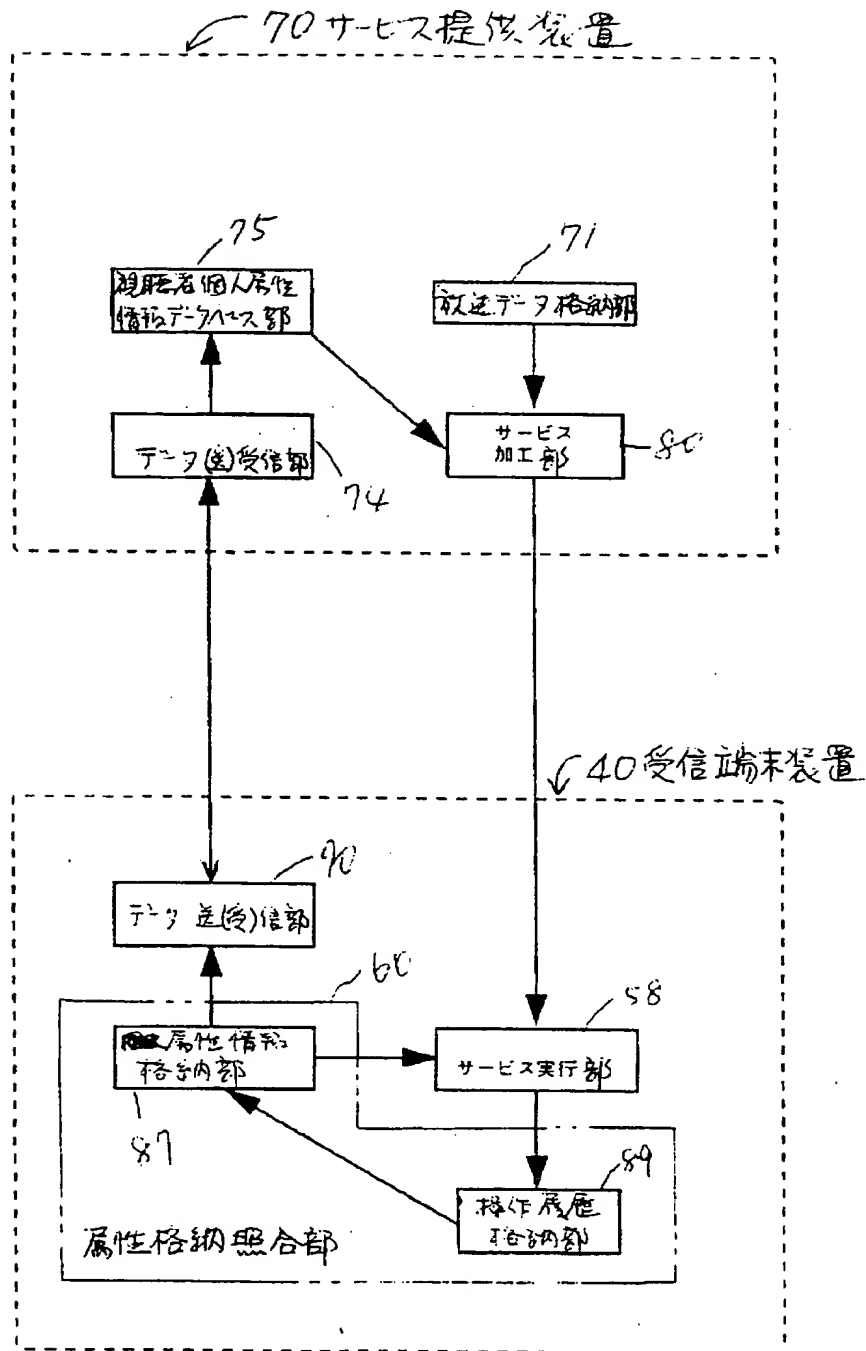 70サービス提供装置
75
視聴者個人属性
情報データベース部
71
放送データ格納部
データ(送)受信部
74
サービス
加工部
80
40受信端末装置
90
データ 送(受)信部
60
属性情報
格納部
87
58
サービス実行部
89
操作履歴
格納部
属性格納照合部